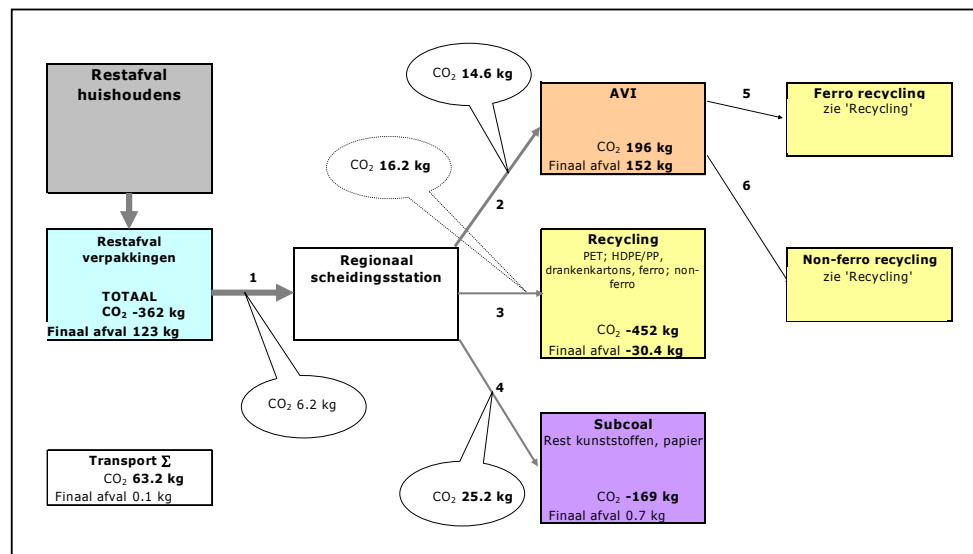 Restafval
huishoudens
CO₂ 14.6 kg
AVI
CO₂ 196 kg
Finaal afval 152 kg
5
Ferro recycling
zie 'Recycling'
CO₂ 16.2 kg
2
6
Restafval
verpakkingen
TOTAAL
CO₂ -362 kg
Finaal afval 123 kg
1
Regionaal
scheidingsstation
Recycling
PET; HDPE/PP,
drankenkartons, ferro; non-
ferro
CO₂ -452 kg
Finaal afval -30.4 kg
3
Non-ferro recycling
zie 'Recycling'
CO₂ 6.2 kg
4
Subcoal
Rest kunststoffen, papier
CO₂ -169 kg
Finaal afval 0.7 kg
CO₂ 25.2 kg
Transport Σ
CO₂ 63.2 kg
Finaal afval 0.1 kg